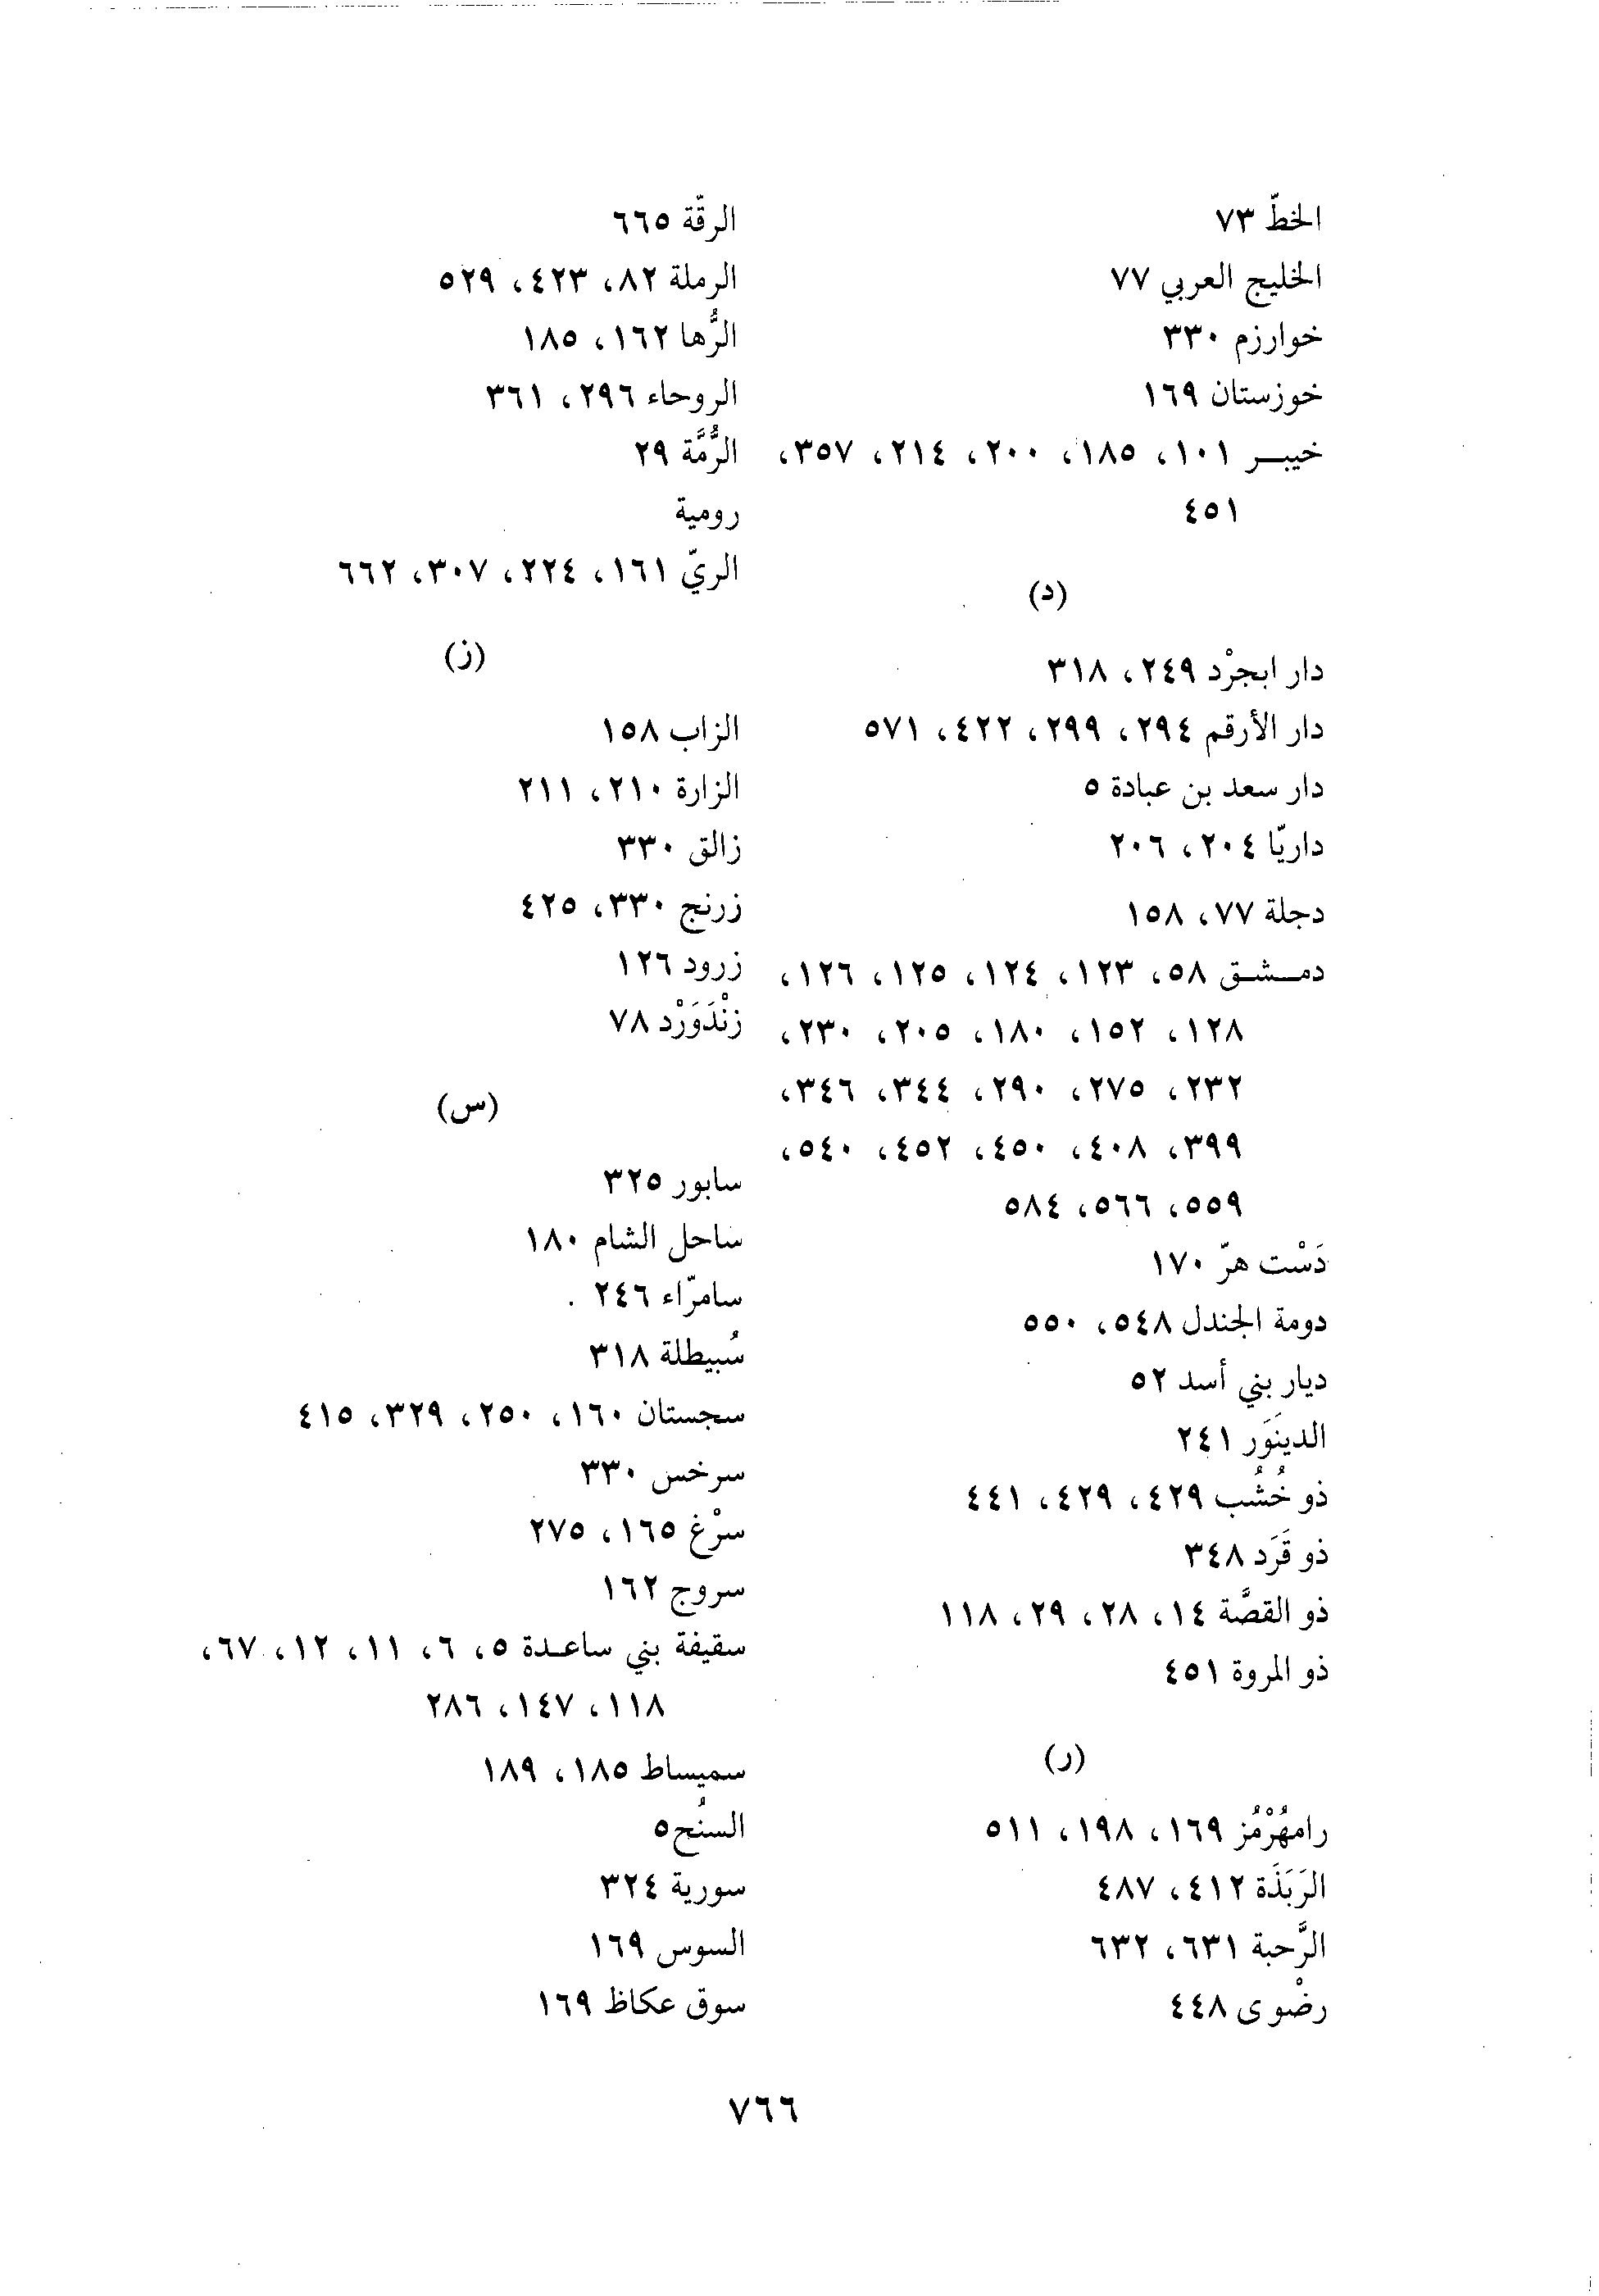 الخطّ ٧٣
الخليج العربي ٧٧
خوارزم ٣٣٠
خوزستان ١٦٩
خيبـر ١٠١، ١٨٥، ٢٠٠، ٢١٤، ٣٥٧،
٤٥١
(د)
دار ابجرْد ٢٤٩، ٣١٨
دار الأرقم ٢٩٤، ٢٩٩، ٤٢٢، ٥٧١
دار سعد بن عبادة ٥
داريّا ٢٠٤، ٢٠٦
دجلة ٧٧، ١٥٨
دمـشـق ٥٨، ١٢٣، ١٢٤، ١٢٥، ١٢٦،
١٢٨، ١٥٢، ١٨٠، ٢٠٥، ٢٣٠،
٢٣٢، ٢٧٥، ٢٩٠، ٣٤٤، ٣٤٦،
٣٩٩، ٤٠٨، ٤٥٠، ٤٥٢، ٥٤٠،
٥٥٩، ٥٦٦، ٥٨٤
دَسْت هرّ ١٧٠
دومة الجندل ٥٤٨، ٥٥٠
ديار بني أسد ٥٢
الدينَوَر ٢٤١
ذو خُشُب ٤٢٩، ٤٢٩، ٤٤١
ذو قَرَد ٣٤٨
ذو القصَّة ١٤، ٢٨، ٢٩، ١١٨
ذو المروة ٤٥١
(ر)
رامهُرْمُز ١٦٩، ١٩٨، ٥١١
الرَبَذَة ٤١٢، ٤٨٧
الرَّحبة ٦٣١، ٦٣٢
رضْوى ٤٤٨
الرقّة ٦٦٥
الرملة ٨٢، ٤٢٣، ٥٢٩
الرُّها ١٦٢، ١٨٥
الروحاء ٢٩٦، ٣٦١
الرُّمَّة ٢٩
رومية
الريّ ١٦١، ٢٢٤، ٣٠٧، ٦٦٢
(ز)
الزاب ١٥٨
الزارة ٢١٠، ٢١١
زالق ٣٣٠
زرنج ٣٣٠، ٤٢٥
زرود ١٢٦
زنْدَوَرْد ٧٨
(س)
سابور ٣٢٥
ساحل الشام ١٨٠
سامرّاء ٢٤٦
سُبيطلة ٣١٨
سجستان ١٦٠، ٢٥٠، ٣٢٩، ٤١٥
سرخس ٣٣٠
سرْغ ١٦٥، ٢٧٥
سروج ١٦٢
سقيفة بني ساعـدة ٥، ٦، ١١، ١٢، ٦٧،
١١٨، ١٤٧، ٢٨٦
سميساط ١٨٥، ١٨٩
السنُح٥
سورية ٣٢٤
السوس ١٦٩
سوق عكاظ ١٦٩
٧٦٦